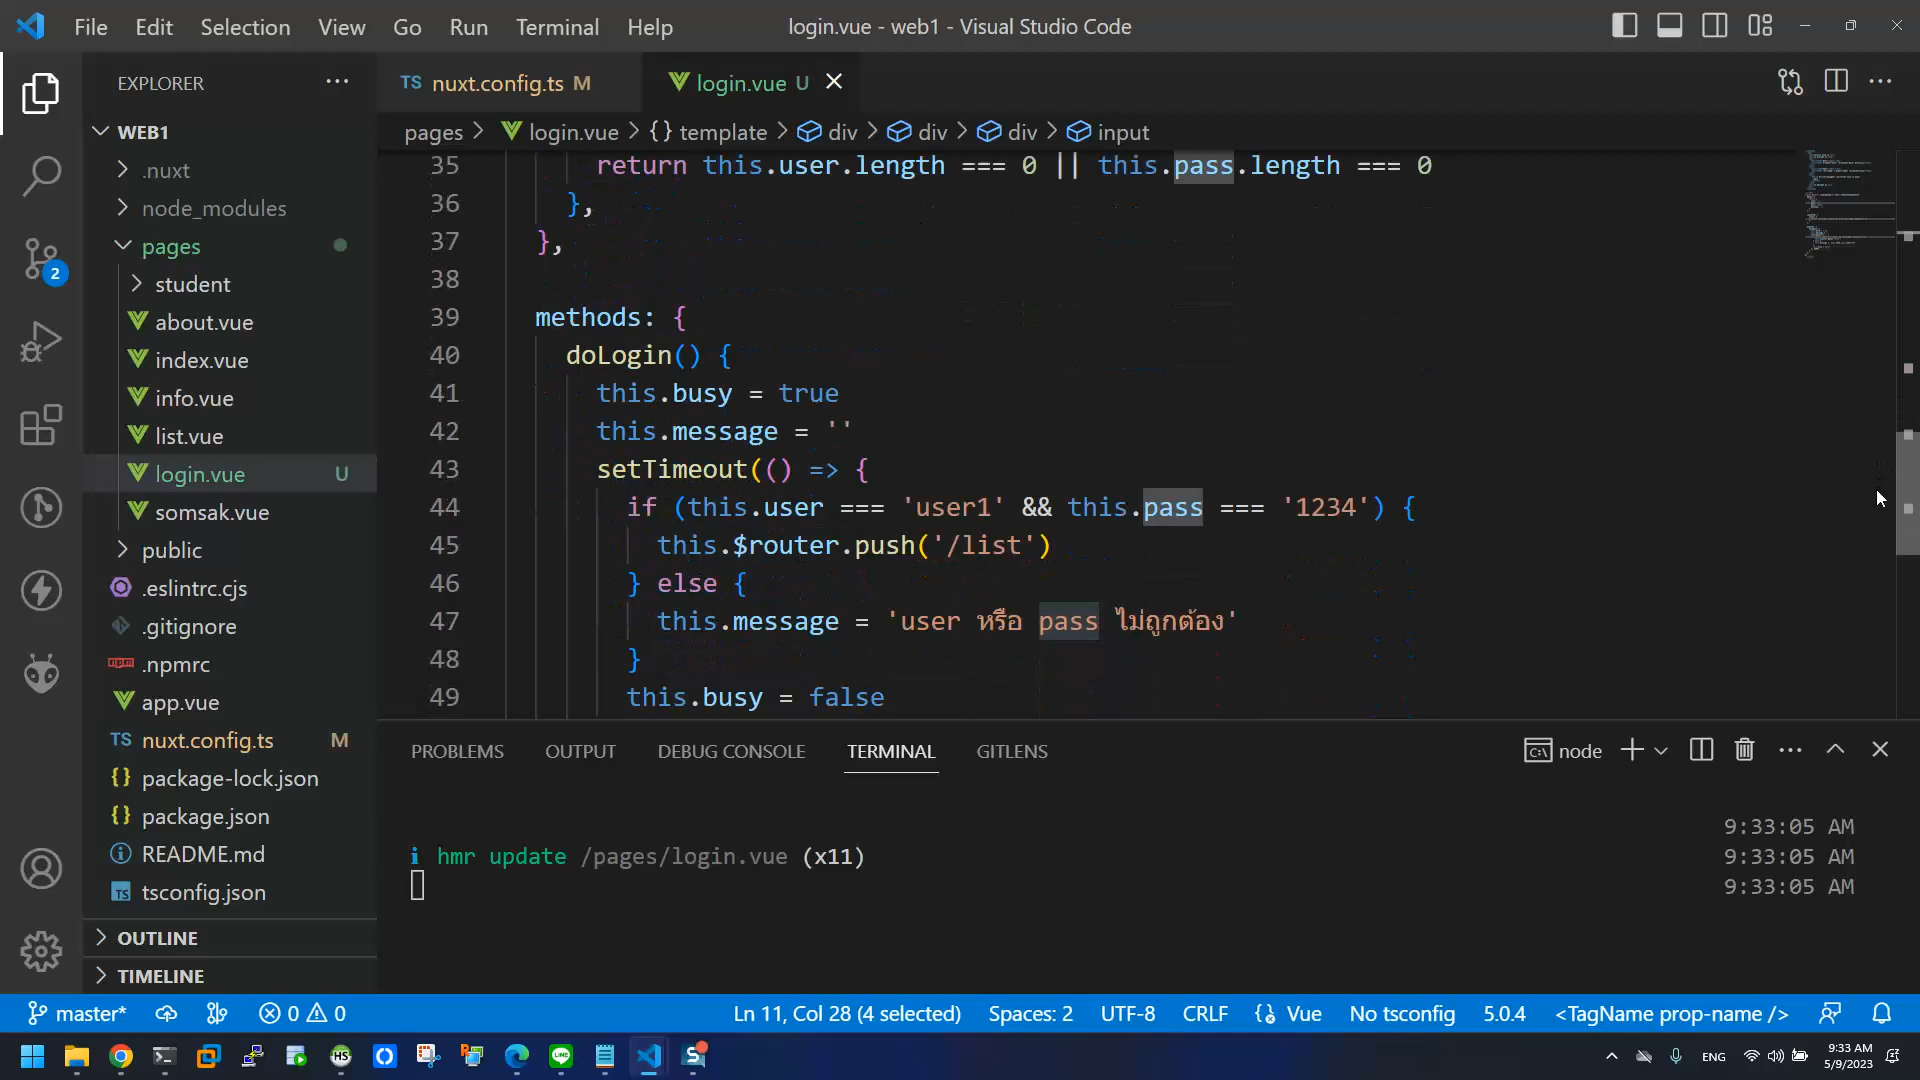 File Edit Selection View Go Run Terminal Help
login.vue - web1 - Visual Studio Code
EXPLORER
WEB1
.nuxt
node_modules
pages
student
about.vue
index.vue
info.vue
list.vue
login.vue U
somsak.vue
public
.eslintrc.cjs
.gitignore
.npmrc
app.vue
TS nuxt.config.ts M
{} package-lock.json
{} package.json
README.md
TS tsconfig.json
OUTLINE
TIMELINE
2
TS nuxt.config.ts M
login.vue U
pages > login.vue > {} template > div > div > div > input
35 return this.user.length === 0 || this.pass.length === 0
36 },
37 },
38
39 methods: {
40 doLogin() {
41 this.busy = true
42 this.message = ''
43 setTimeout(() => {
44 if (this.user === 'user1' && this.pass === '1234') {
45 this.$router.push('/list')
46 } else {
47 this.message = 'user หรือ pass ไม่ถูกต้อง'
48 }
49 this.busy = false
PROBLEMS OUTPUT DEBUG CONSOLE TERMINAL GITLENS
node
9:33:05 AM
i hmr update /pages/login.vue (x11) 9:33:05 AM
9:33:05 AM
master* 0 0 Ln 11, Col 28 (4 selected) Spaces: 2 UTF-8 CRLF {} Vue No tsconfig 5.0.4 <TagName prop-name />
HS LINE S ENG
9:33 AM
5/9/2023